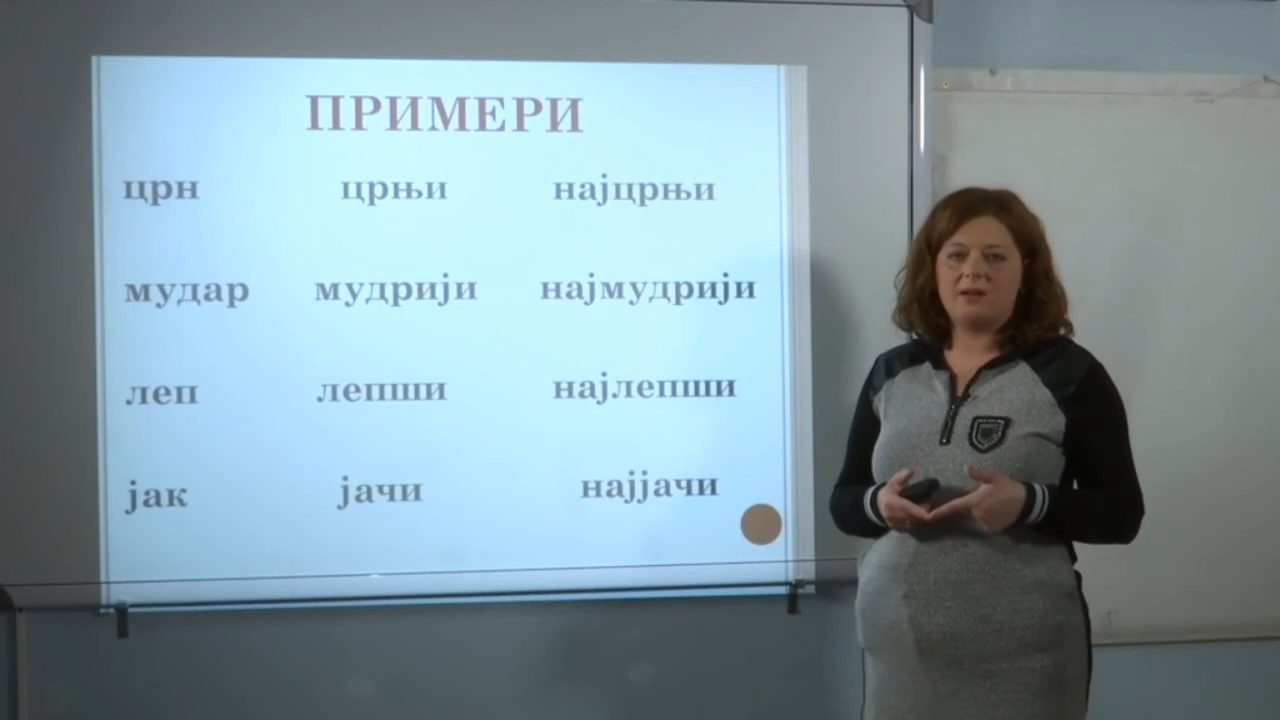 ПРИМЕРИ
црн црњи најцрњи
мудар мудрији најмудрији
леп лепши најлепши
јак јачи најјачи